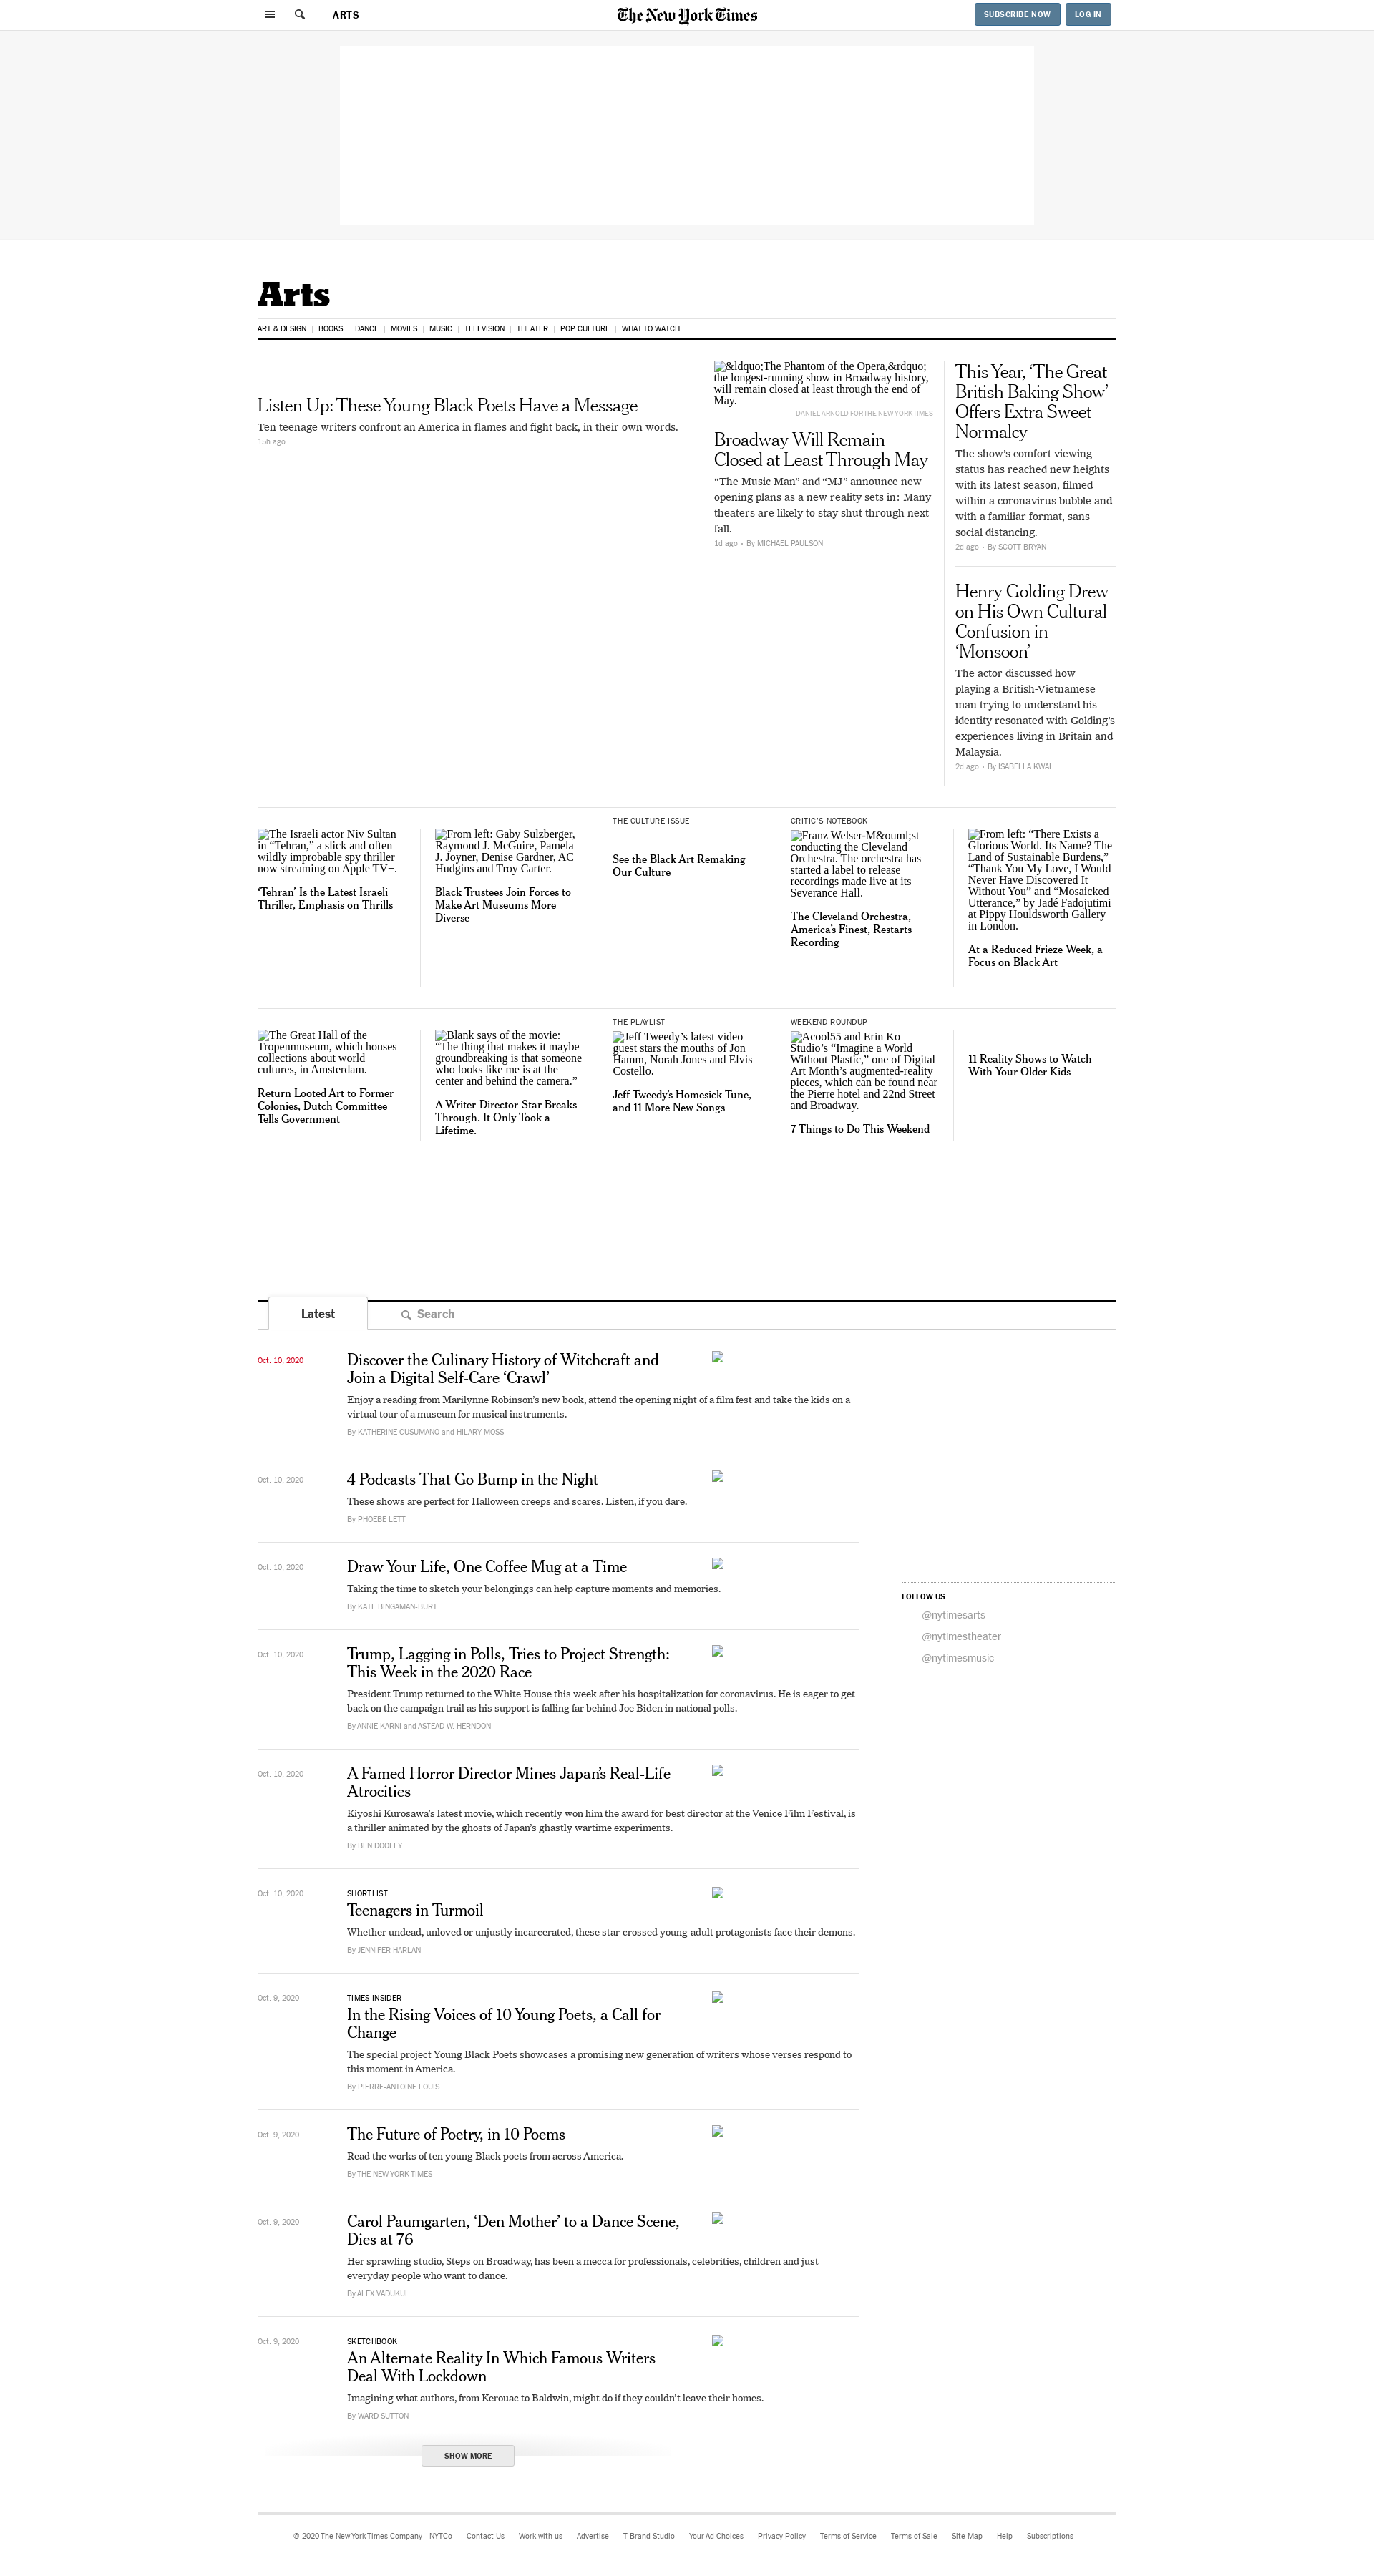 ARTS
The New York Times
SUBSCRIBE NOW
LOG IN
Arts
ART & DESIGN
BOOKS
DANCE
MOVIES
MUSIC
TELEVISION
THEATER
POP CULTURE
WHAT TO WATCH
Listen Up: These Young Black Poets Have a Message
Ten teenage writers confront an America in flames and fight back, in their own words.
15h ago
&ldquo;The Phantom of the Opera,&rdquo;
the longest-running show in Broadway history,
will remain closed at least through the end of
May.
DANIEL ARNOLD FOR THE NEW YORK TIMES
Broadway Will Remain
Closed at Least Through May
“The Music Man” and “MJ” announce new
opening plans as a new reality sets in: Many
theaters are likely to stay shut through next
fall.
1d ago • By MICHAEL PAULSON
This Year, ‘The Great
British Baking Show’
Offers Extra Sweet
Normalcy
The show’s comfort viewing
status has reached new heights
with its latest season, filmed
within a coronavirus bubble and
with a familiar format, sans
social distancing.
2d ago • By SCOTT BRYAN
Henry Golding Drew
on His Own Cultural
Confusion in
‘Monsoon’
The actor discussed how
playing a British-Vietnamese
man trying to understand his
identity resonated with Golding’s
experiences living in Britain and
Malaysia.
2d ago • By ISABELLA KWAI
The Israeli actor Niv Sultan
in “Tehran,” a slick and often
wildly improbable spy thriller
now streaming on Apple TV+.
‘Tehran’ Is the Latest Israeli
Thriller, Emphasis on Thrills
From left: Gaby Sulzberger,
Raymond J. McGuire, Pamela
J. Joyner, Denise Gardner, AC
Hudgins and Troy Carter.
Black Trustees Join Forces to
Make Art Museums More
Diverse
THE CULTURE ISSUE
See the Black Art Remaking
Our Culture
CRITIC’S NOTEBOOK
Franz Welser-M&ouml;st
conducting the Cleveland
Orchestra. The orchestra has
started a label to release
recordings made live at its
Severance Hall.
The Cleveland Orchestra,
America’s Finest, Restarts
Recording
From left: “There Exists a
Glorious World. Its Name? The
Land of Sustainable Burdens,”
“Thank You My Love, I Would
Never Have Discovered It
Without You” and “Mosaicked
Utterance,” by Jadé Fadojutimi
at Pippy Houldsworth Gallery
in London.
At a Reduced Frieze Week, a
Focus on Black Art
The Great Hall of the
Tropenmuseum, which houses
collections about world
cultures, in Amsterdam.
Return Looted Art to Former
Colonies, Dutch Committee
Tells Government
Blank says of the movie:
“The thing that makes it maybe
groundbreaking is that someone
who looks like me is at the
center and behind the camera.”
A Writer-Director-Star Breaks
Through. It Only Took a
Lifetime.
THE PLAYLIST
Jeff Tweedy’s latest video
guest stars the mouths of Jon
Hamm, Norah Jones and Elvis
Costello.
Jeff Tweedy’s Homesick Tune,
and 11 More New Songs
WEEKEND ROUNDUP
Acool55 and Erin Ko
Studio’s “Imagine a World
Without Plastic,” one of Digital
Art Month’s augmented-reality
pieces, which can be found near
the Pierre hotel and 22nd Street
and Broadway.
7 Things to Do This Weekend
11 Reality Shows to Watch
With Your Older Kids
Latest
Search
Oct. 10, 2020
Discover the Culinary History of Witchcraft and
Join a Digital Self-Care ‘Crawl’
Enjoy a reading from Marilynne Robinson’s new book, attend the opening night of a film fest and take the kids on a
virtual tour of a museum for musical instruments.
By KATHERINE CUSUMANO and HILARY MOSS
Oct. 10, 2020
4 Podcasts That Go Bump in the Night
These shows are perfect for Halloween creeps and scares. Listen, if you dare.
By PHOEBE LETT
Oct. 10, 2020
Draw Your Life, One Coffee Mug at a Time
Taking the time to sketch your belongings can help capture moments and memories.
By KATE BINGAMAN-BURT
FOLLOW US
@nytimesarts
@nytimestheater
@nytimesmusic
Oct. 10, 2020
Trump, Lagging in Polls, Tries to Project Strength:
This Week in the 2020 Race
President Trump returned to the White House this week after his hospitalization for coronavirus. He is eager to get
back on the campaign trail as his support is falling far behind Joe Biden in national polls.
By ANNIE KARNI and ASTEAD W. HERNDON
Oct. 10, 2020
A Famed Horror Director Mines Japan’s Real-Life
Atrocities
Kiyoshi Kurosawa’s latest movie, which recently won him the award for best director at the Venice Film Festival, is
a thriller animated by the ghosts of Japan’s ghastly wartime experiments.
By BEN DOOLEY
Oct. 10, 2020
SHORTLIST
Teenagers in Turmoil
Whether undead, unloved or unjustly incarcerated, these star-crossed young-adult protagonists face their demons.
By JENNIFER HARLAN
Oct. 9, 2020
TIMES INSIDER
In the Rising Voices of 10 Young Poets, a Call for
Change
The special project Young Black Poets showcases a promising new generation of writers whose verses respond to
this moment in America.
By PIERRE-ANTOINE LOUIS
Oct. 9, 2020
The Future of Poetry, in 10 Poems
Read the works of ten young Black poets from across America.
By THE NEW YORK TIMES
Oct. 9, 2020
Carol Paumgarten, ‘Den Mother’ to a Dance Scene,
Dies at 76
Her sprawling studio, Steps on Broadway, has been a mecca for professionals, celebrities, children and just
everyday people who want to dance.
By ALEX VADUKUL
Oct. 9, 2020
SKETCHBOOK
An Alternate Reality In Which Famous Writers
Deal With Lockdown
Imagining what authors, from Kerouac to Baldwin, might do if they couldn’t leave their homes.
By WARD SUTTON
SHOW MORE
© 2020 The New York Times Company NYTCo Contact Us Work with us Advertise T Brand Studio Your Ad Choices Privacy Policy Terms of Service Terms of Sale Site Map Help Subscriptions